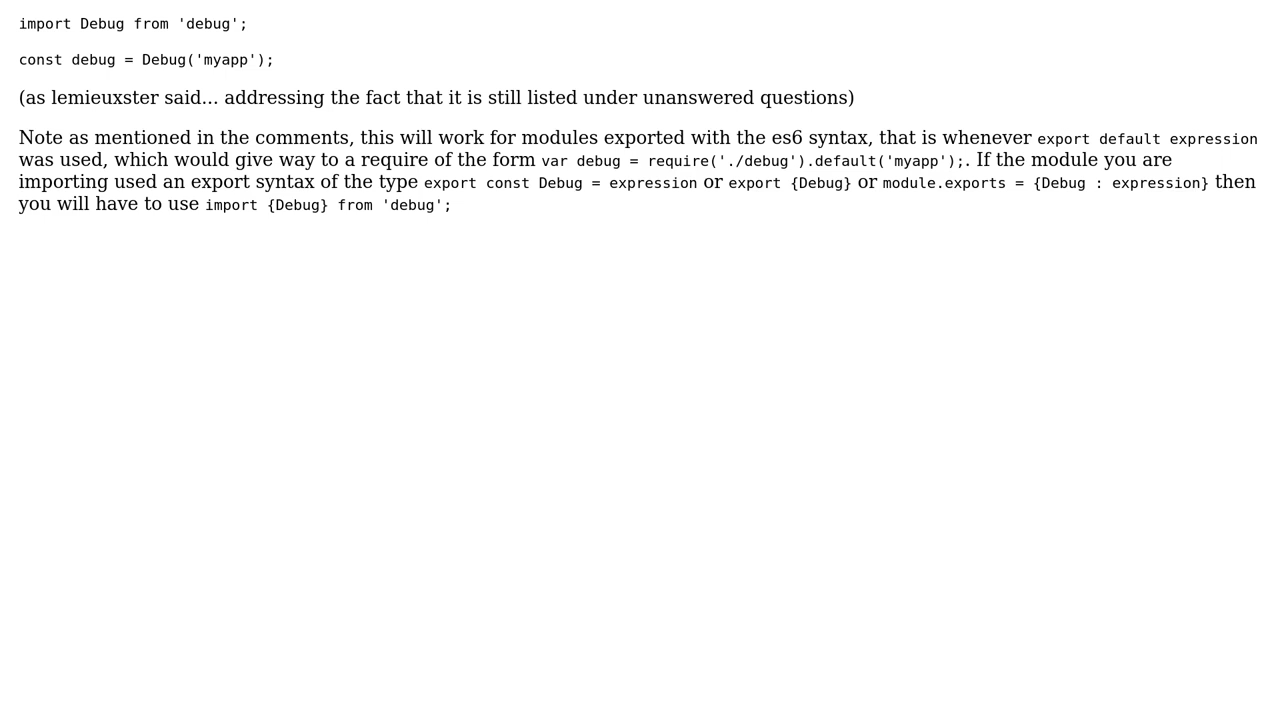 import Debug from 'debug';
const debug = Debug('myapp');
(as lemieuxster said... addressing the fact that it is still listed under unanswered questions)
Note as mentioned in the comments, this will work for modules exported with the es6 syntax, that is whenever export default expression
was used, which would give way to a require of the form var debug = require('./debug').default('myapp');. If the module you are
importing used an export syntax of the type export const Debug = expression or export {Debug} or module.exports = {Debug : expression} then
you will have to use import {Debug} from 'debug';